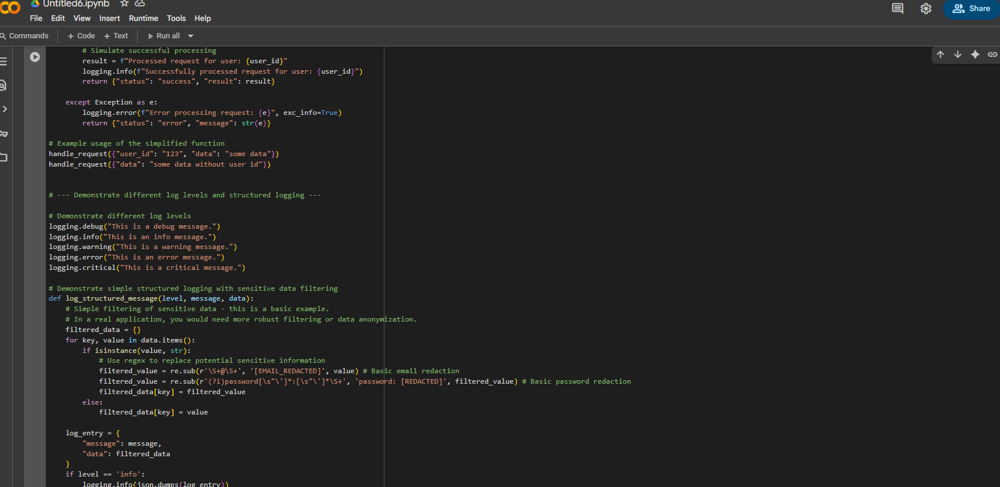 Untitled6.ipynb
File Edit View Insert Runtime Tools Help
Share
Commands + Code + Text Run all
        # Simulate successful processing
        result = f"Processed request for user: {user_id}"
        logging.info(f"Successfully processed request for user: {user_id}")
        return {"status": "success", "result": result}
    except Exception as e:
        logging.error(f"Error processing request: {e}", exc_info=True)
        return {"status": "error", "message": str(e)}
# Example usage of the simplified function
handle_request({"user_id": "123", "data": "some data"})
handle_request({"data": "some data without user id"})
# --- Demonstrate different log levels and structured logging ---
# Demonstrate different log levels
logging.debug("This is a debug message.")
logging.info("This is an info message.")
logging.warning("This is a warning message.")
logging.error("This is an error message.")
logging.critical("This is a critical message.")
# Demonstrate simple structured logging with sensitive data filtering
def log_structured_message(level, message, data):
    # Simple filtering of sensitive data - this is a basic example.
    # In a real application, you would need more robust filtering or data anonymization.
    filtered_data = {}
    for key, value in data.items():
        if isinstance(value, str):
            # Use regex to replace potential sensitive information
            filtered_value = re.sub(r'\S+@\S+', '[EMAIL_REDACTED]', value) # Basic email redaction
            filtered_value = re.sub(r'(?i)password[\s"\']*:[\s"\']*\S+', 'password: [REDACTED]', filtered_value) # Basic password redaction
            filtered_data[key] = filtered_value
        else:
            filtered_data[key] = value
    log_entry = {
        "message": message,
        "data": filtered_data
    }
    if level == 'info':
        logging.info(json.dumps(log_entry))